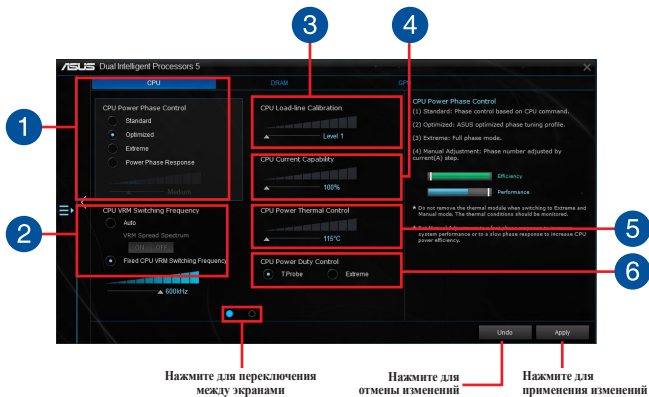 3
4
ASUS Dual Intelligent Processors 5
CPU
DRAM
1
CPU Power Phase Control
Standard
Optimized
Extreme
Power Phase Response
Medium
CPU Load-line Calibration
Level 1
CPU Current Capability
100%
CPU Power Phase Control
(1) Standard: Phase control based on CPU command.
(2) Optimized: ASUS optimized phase tuning profile.
(3) Extreme: Full phase mode.
(4) Manual Adjustment: Phase number adjusted by
current(A) step.
Efficiency
Performance
* Do not remove the thermal module when switching to Extreme and
Manual mode. The thermal conditions should be monitored.
system performance or to a slow phase response to increase CPU
power efficiency.
2
CPU VRM Switching Frequency
Auto
VRM Spread Spectrum
ON OFF
Fixed CPU VRM Switching Frequency
600kHz
CPU Power Thermal Control
115°C
5
CPU Power Duty Control
T.Probe
Extreme
6
Undo
Apply
Нажмите для переключения
между экранами
Нажмите для
отмены изменений
Нажмите для
применения изменений